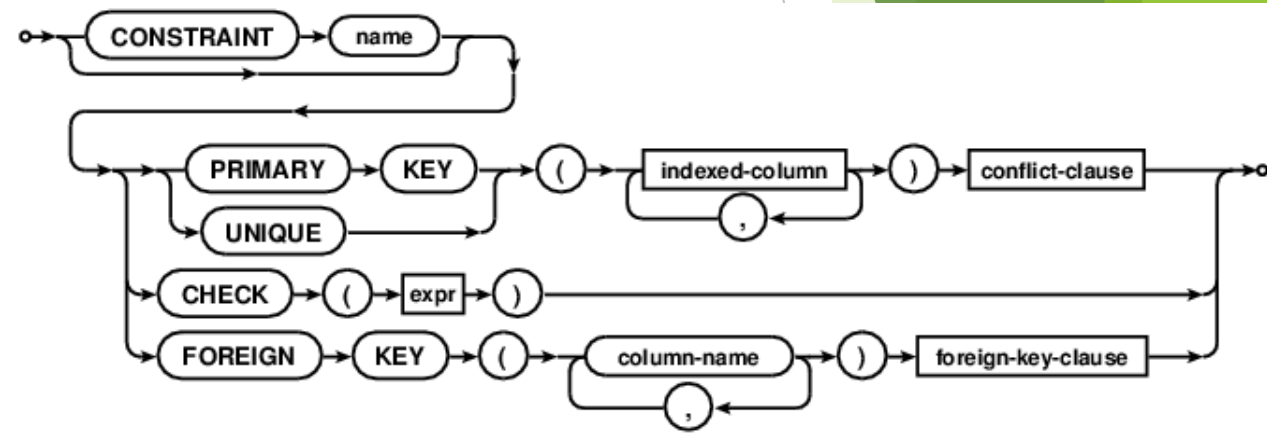 CONSTRAINT name
PRIMARY KEY ( indexed-column ) conflict-clause
,
UNIQUE
CHECK ( expr )
FOREIGN KEY ( column-name ) foreign-key-clause
,